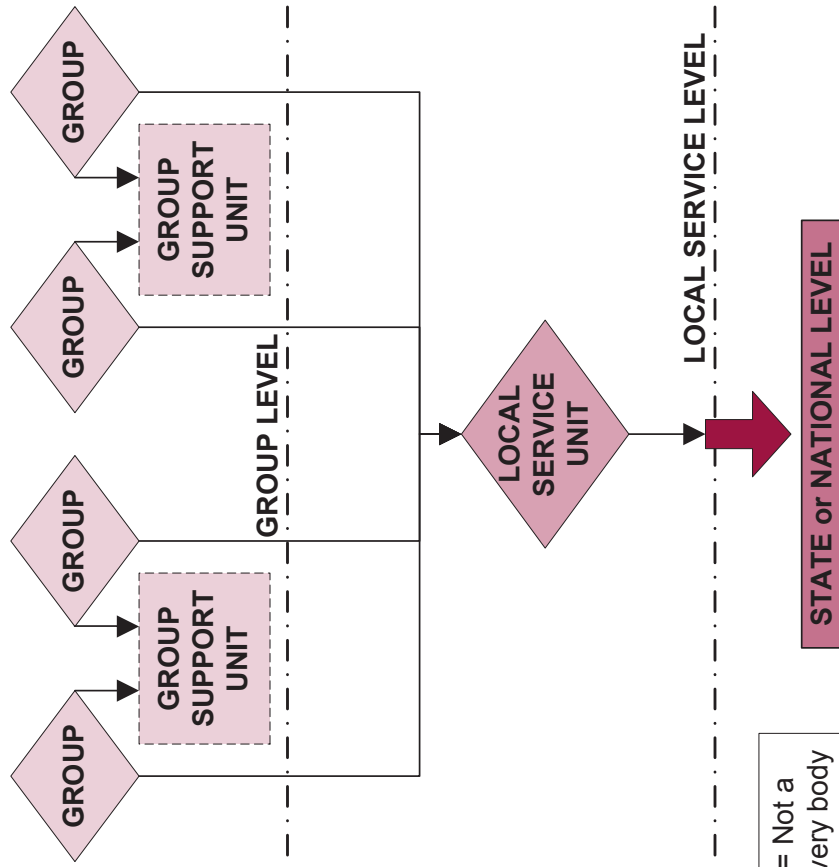 GROUP
GROUP
GROUP
GROUP
GROUP
SUPPORT
UNIT
GROUP
SUPPORT
UNIT
GROUP LEVEL
LOCAL
SERVICE
UNIT
LOCAL SERVICE LEVEL
STATE or NATIONAL LEVEL
= Not a
very body